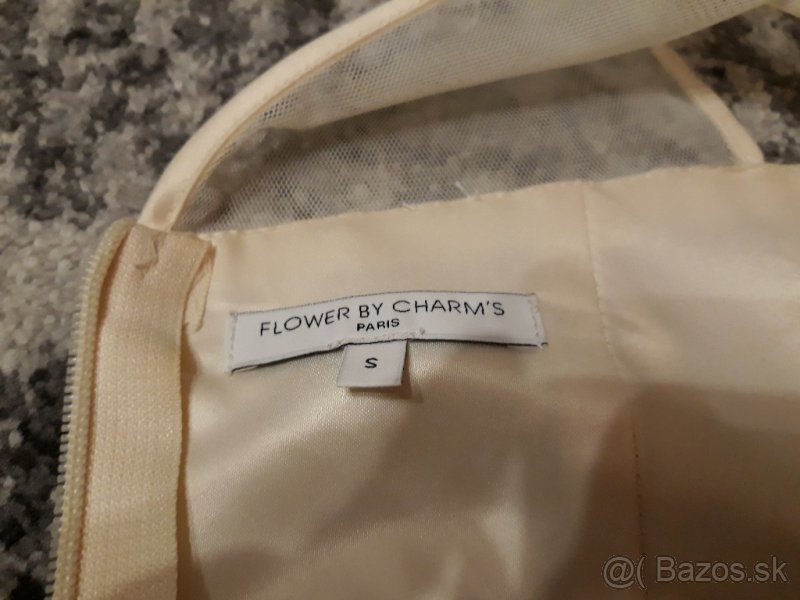 FLOWER BY CHARM'S
PARIS
S
@( Bazos.sk